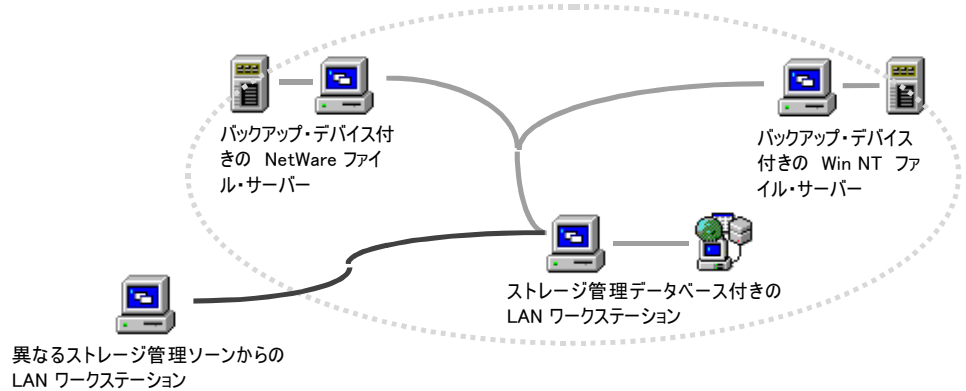 バックアップ・デバイス付
きの NetWare ファイ
ル・サーバー
バックアップ・デバイス
付きの Win NT ファ
イル・サーバー
ストレージ管理データベース付きの
LAN ワークステーション
異なるストレージ管理ソーンからの
LAN ワークステーション